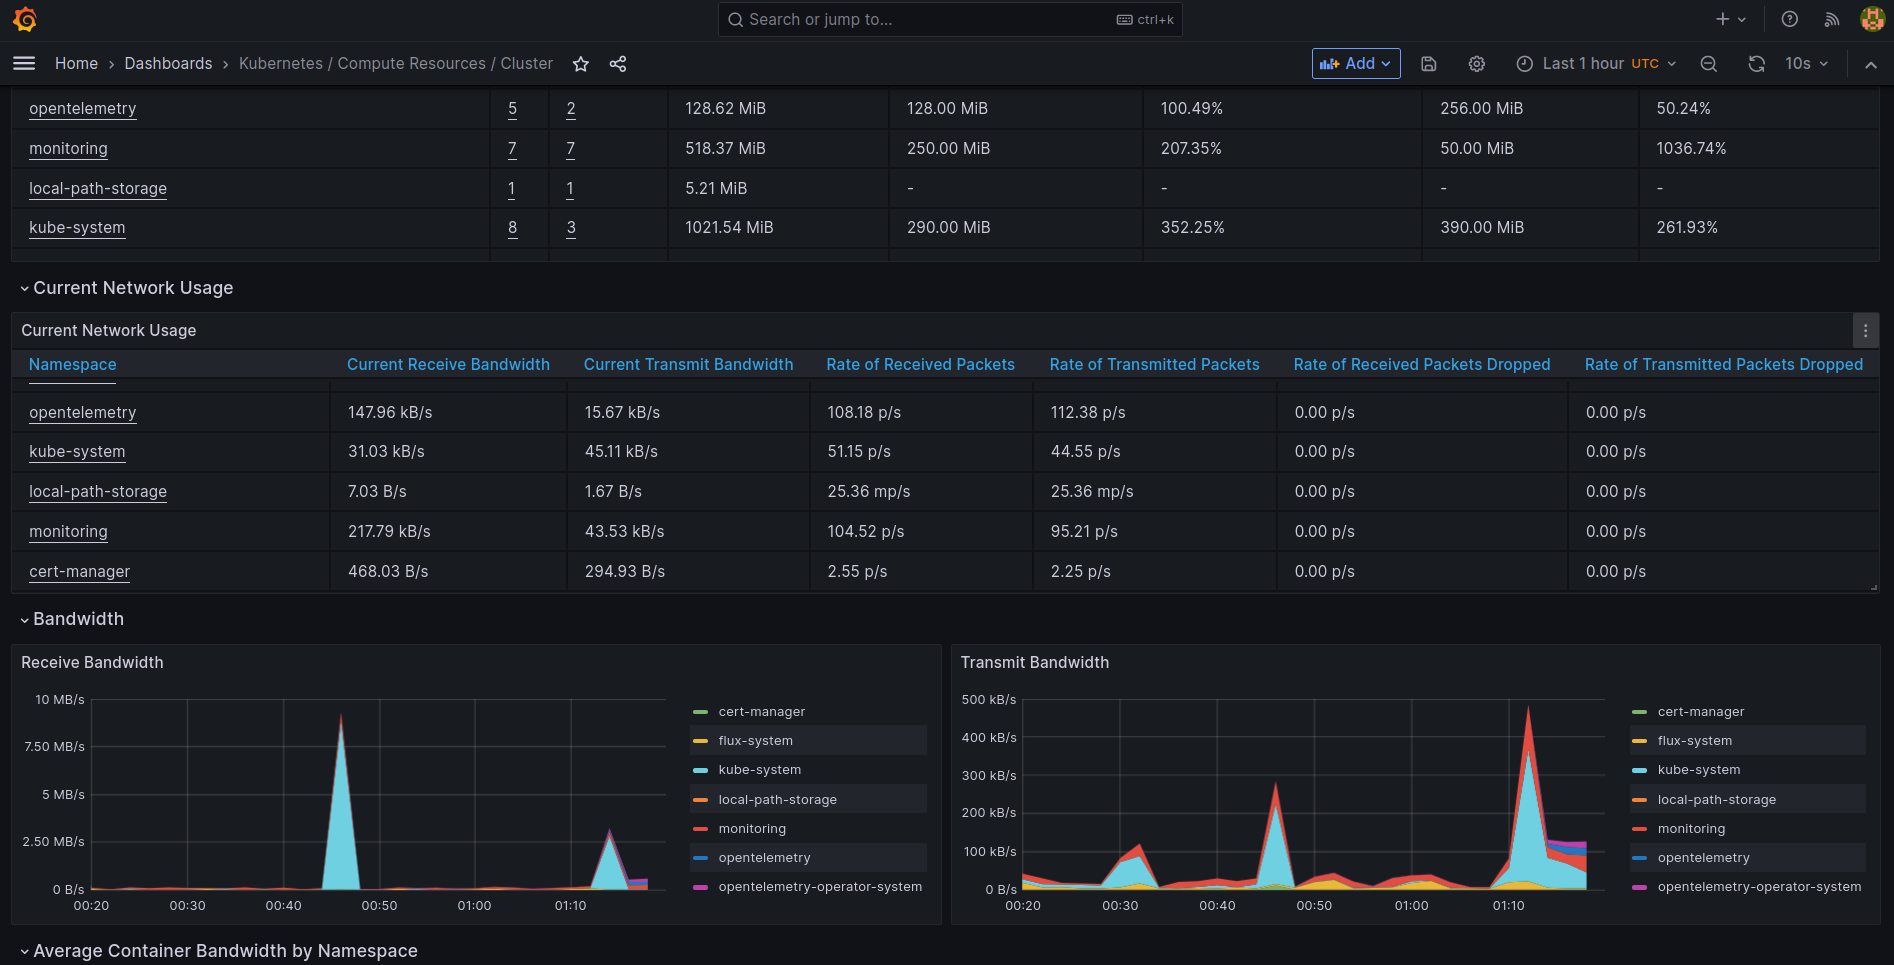 Search or jump to... ctrl+k
Home › Dashboards › Kubernetes / Compute Resources / Cluster Add Last 1 hour UTC 10s
opentelemetry 5 2 128.62 MiB 128.00 MiB 100.49% 256.00 MiB 50.24%
monitoring 7 7 518.37 MiB 250.00 MiB 207.35% 50.00 MiB 1036.74%
local-path-storage 1 1 5.21 MiB - - - -
kube-system 8 3 1021.54 MiB 290.00 MiB 352.25% 390.00 MiB 261.93%
Current Network Usage
Current Network Usage
Namespace Current Receive Bandwidth Current Transmit Bandwidth Rate of Received Packets Rate of Transmitted Packets Rate of Received Packets Dropped Rate of Transmitted Packets Dropped
opentelemetry 147.96 kB/s 15.67 kB/s 108.18 p/s 112.38 p/s 0.00 p/s 0.00 p/s
kube-system 31.03 kB/s 45.11 kB/s 51.15 p/s 44.55 p/s 0.00 p/s 0.00 p/s
local-path-storage 7.03 B/s 1.67 B/s 25.36 mp/s 25.36 mp/s 0.00 p/s 0.00 p/s
monitoring 217.79 kB/s 43.53 kB/s 104.52 p/s 95.21 p/s 0.00 p/s 0.00 p/s
cert-manager 468.03 B/s 294.93 B/s 2.55 p/s 2.25 p/s 0.00 p/s 0.00 p/s
Bandwidth
Receive Bandwidth
10 MB/s
7.50 MB/s
5 MB/s
2.50 MB/s
0 B/s
00:20 00:30 00:40 00:50 01:00 01:10
cert-manager
flux-system
kube-system
local-path-storage
monitoring
opentelemetry
opentelemetry-operator-system
Transmit Bandwidth
500 kB/s
400 kB/s
300 kB/s
200 kB/s
100 kB/s
0 B/s
00:20 00:30 00:40 00:50 01:00 01:10
cert-manager
flux-system
kube-system
local-path-storage
monitoring
opentelemetry
opentelemetry-operator-system
Average Container Bandwidth by Namespace